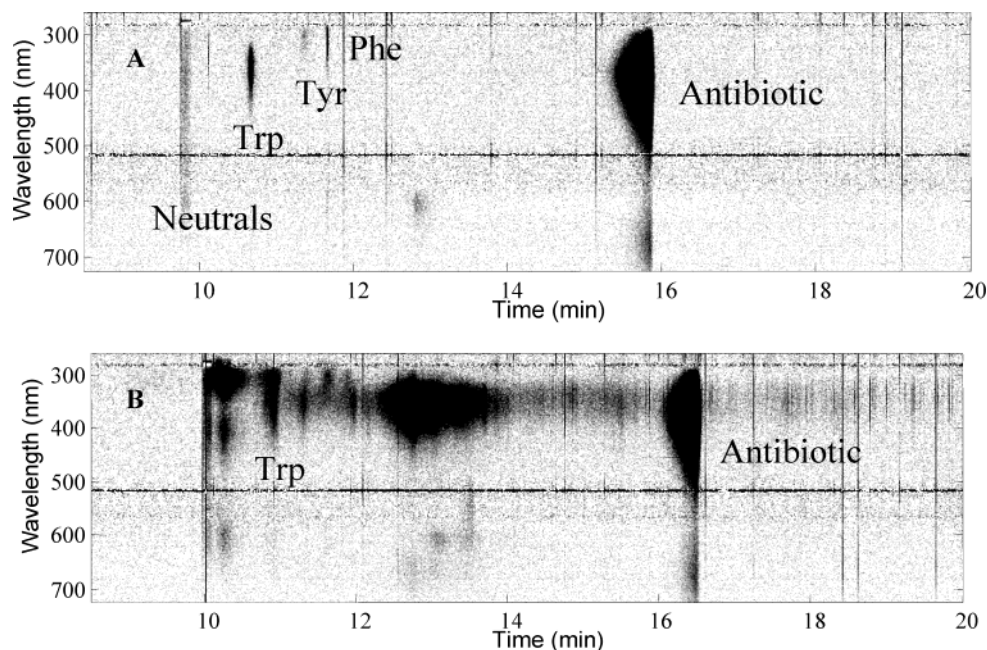 A
Wavelength (nm)
300
400
500
600
700
Phe
Tyr
Trp
Antibiotic
Neutrals
10
12
14
16
18
20
Time (min)
B
Wavelength (nm)
300
400
500
600
700
Trp
Antibiotic
10
12
14
16
18
20
Time (min)